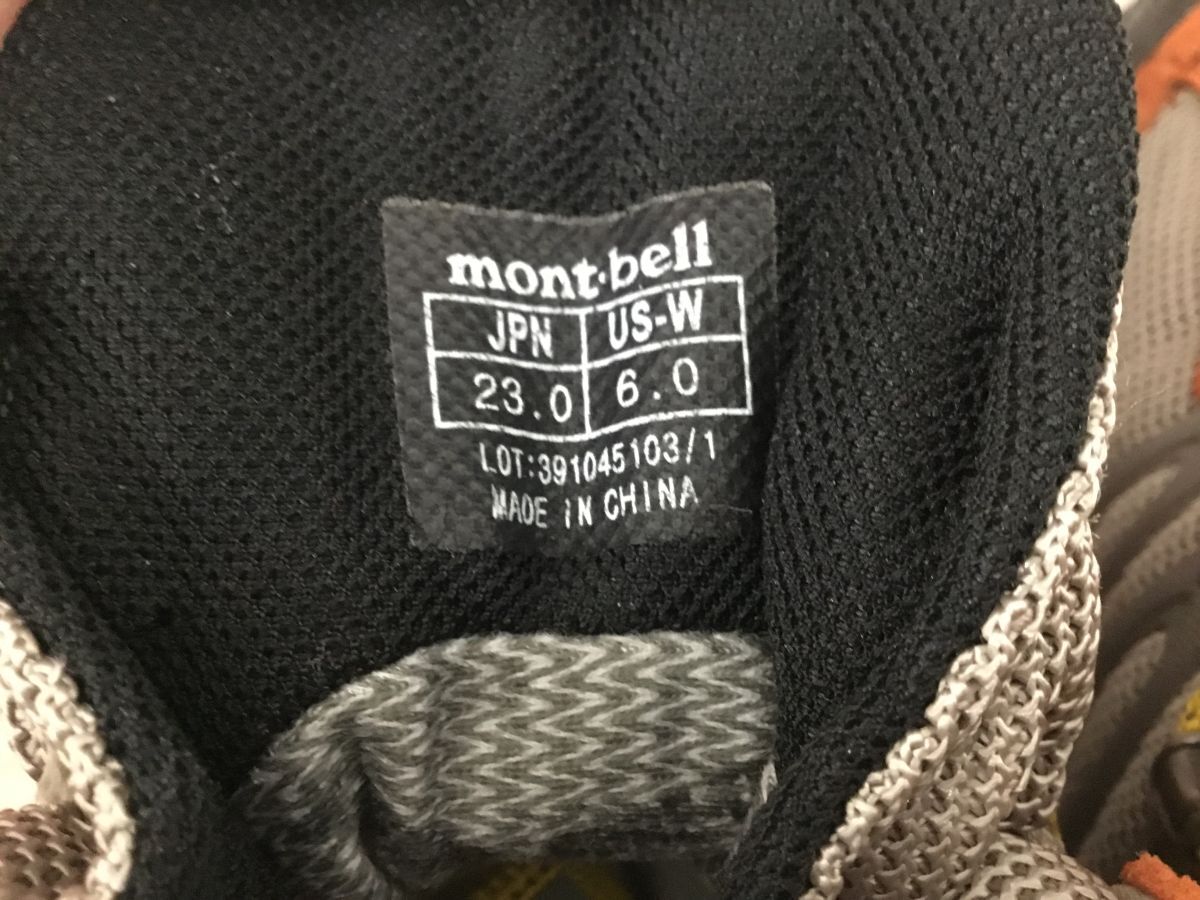 mont·bell
JPN US-W
23.0 6.0
LOT:391045103/1
MADE IN CHINA